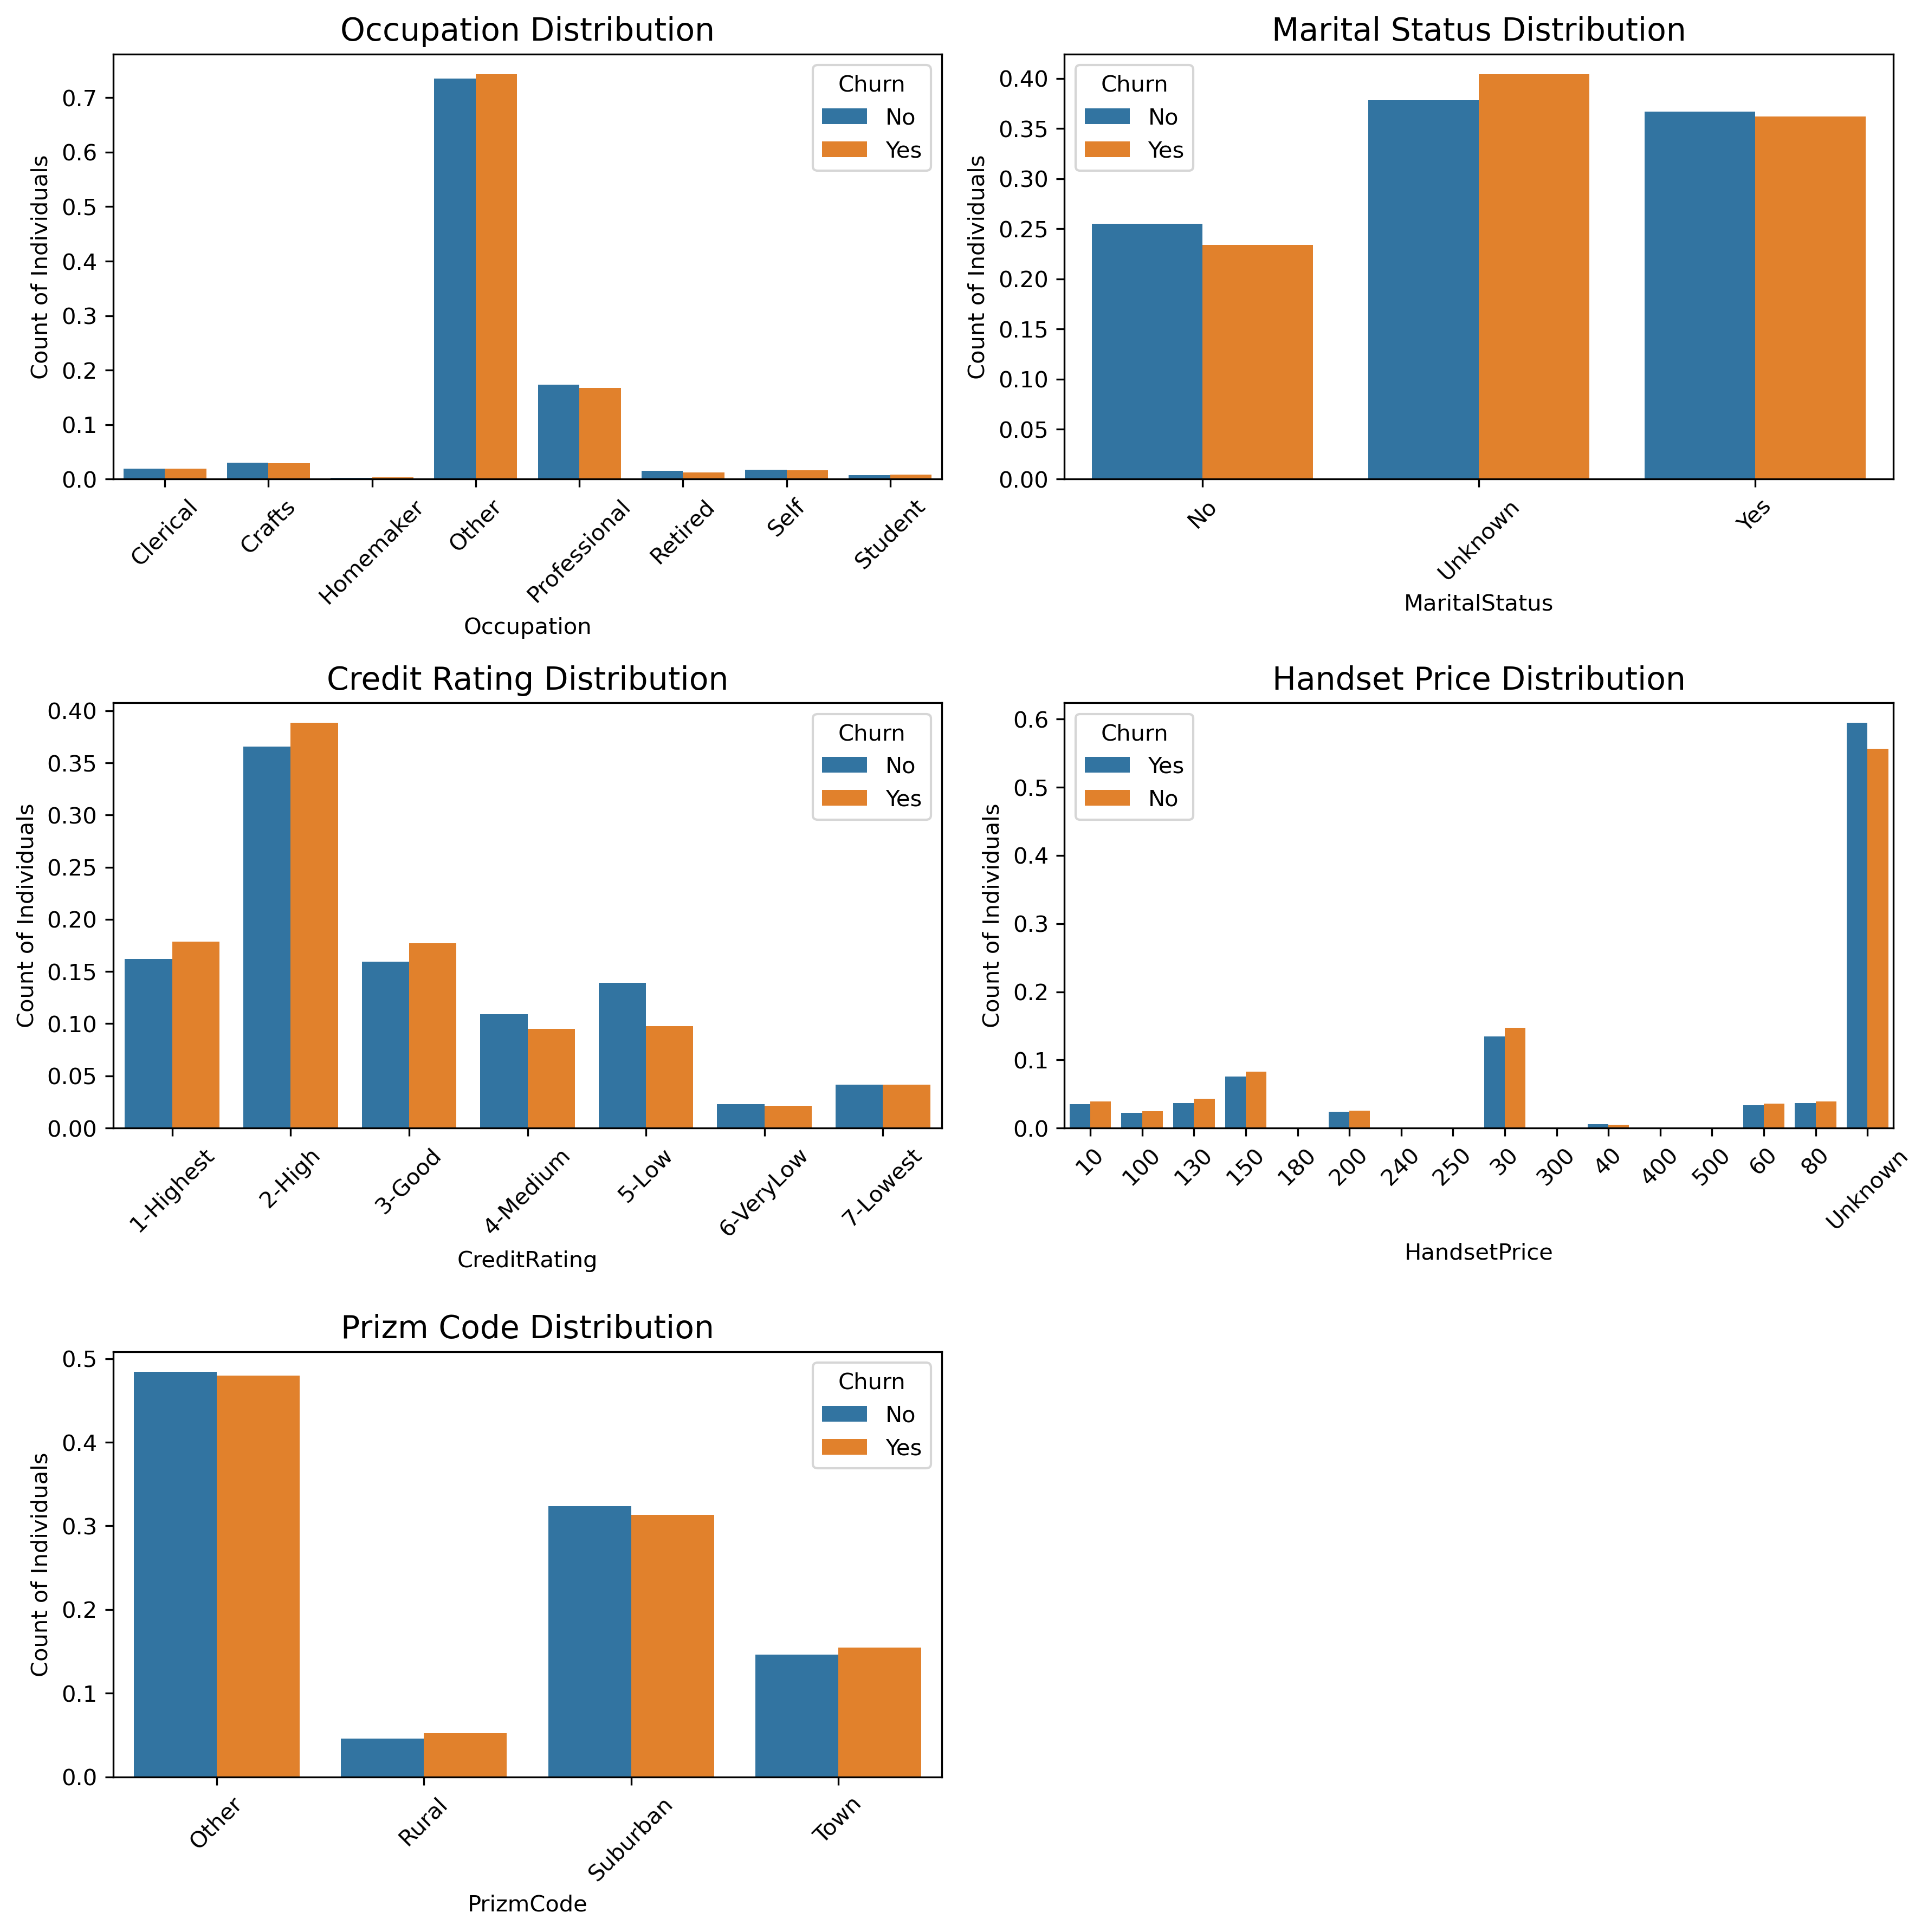 Occupation Distribution
Count of Individuals
0.7
0.6
0.5
0.4
0.3
0.2
0.1
0.0
Churn
No
Yes
Clerical
Crafts
Homemaker
Other
Professional
Retired
Self
Student
Occupation
Marital Status Distribution
Count of Individuals
0.40
0.35
0.30
0.25
0.20
0.15
0.10
0.05
0.00
Churn
No
Yes
No
Unknown
Yes
MaritalStatus
Credit Rating Distribution
Count of Individuals
0.40
0.35
0.30
0.25
0.20
0.15
0.10
0.05
0.00
Churn
No
Yes
1-Highest
2-High
3-Good
4-Medium
5-Low
6-VeryLow
7-Lowest
CreditRating
Handset Price Distribution
Count of Individuals
0.6
0.5
0.4
0.3
0.2
0.1
0.0
Churn
Yes
No
10
100
130
150
180
200
240
250
30
300
40
400
500
60
80
Unknown
HandsetPrice
Prizm Code Distribution
Count of Individuals
0.5
0.4
0.3
0.2
0.1
0.0
Churn
No
Yes
Other
Rural
Suburban
Town
PrizmCode